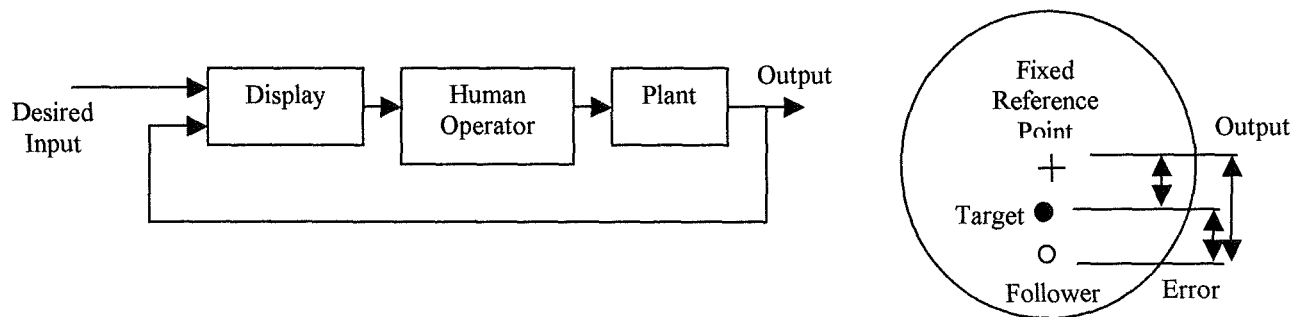 Desired
Input
Display
Human
Operator
Plant
Output
Fixed
Reference
Point
Output
Target
Follower
Error